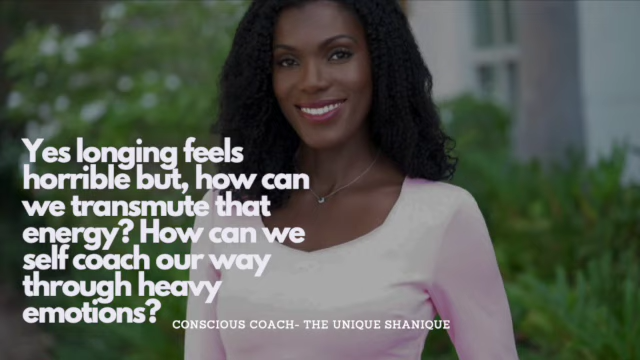 Yes longing feels
horrible but, how can
we transmute that
energy? How can we
self coach our way
through heavy
emotions?
CONSCIOUS COACH- THE UNIQUE SHANIQUE